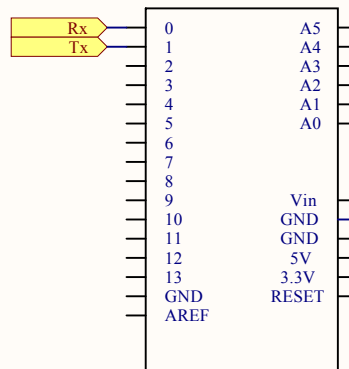 Rx 0 A5
Tx 1 A4
2 A3
3 A2
4 A1
5 A0
6
7
8
9 Vin
10 GND
11 GND
12 5V
13 3.3V
GND RESET
AREF